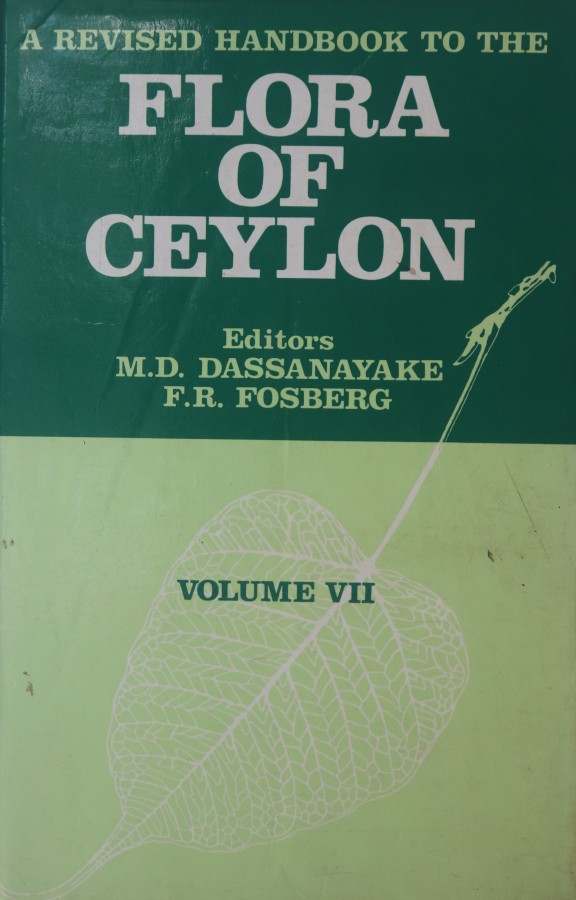 A REVISED HANDBOOK TO THE
FLORA
OF
CEYLON
Editors
M.D. DASSANAYAKE
F.R. FOSBERG
VOLUME VII